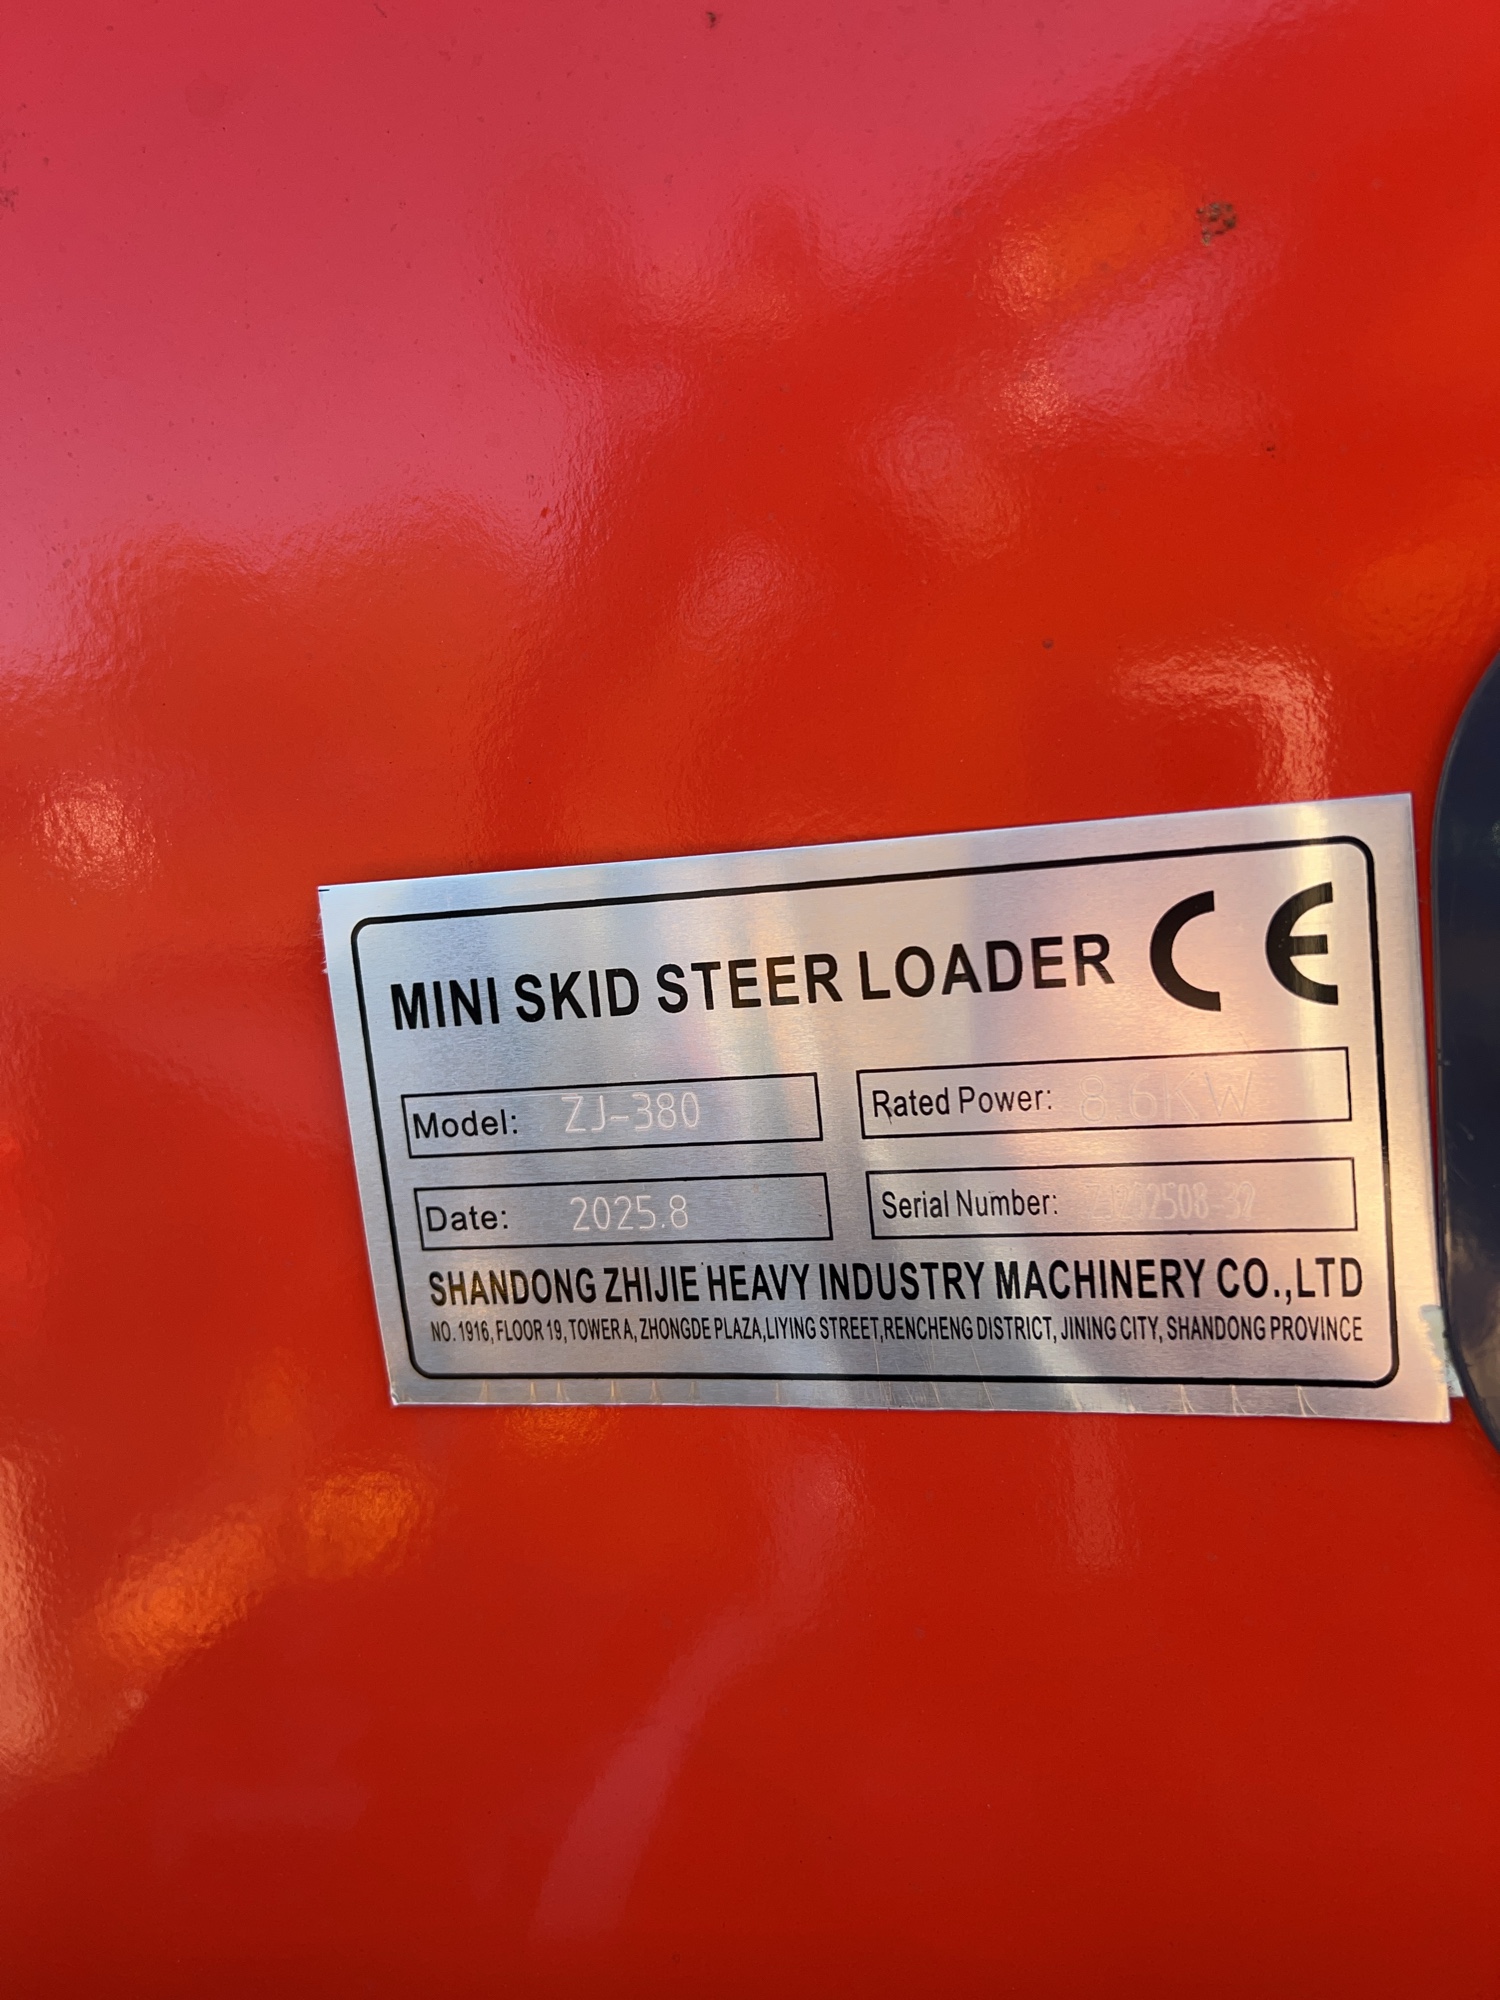 MINI SKID STEER LOADER CE
Model: ZJ-380
Rated Power: 8.6KW
Date: 2025.8
Serial Number:
SHANDONG ZHIJIE HEAVY INDUSTRY MACHINERY CO.,LTD
NO. 1916, FLOOR 19, TOWER A, ZHONGDE PLAZA, LIYING STREET, RENCHENG DISTRICT, JINING CITY, SHANDONG PROVINCE